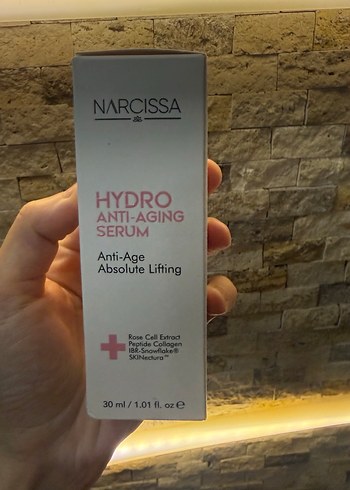 NARCISSA
HYDRO
ANTI-AGING
SERUM
Anti-Age
Absolute Lifting
Rose Cell Extract
Peptide Collagen
IBR-Snowflake®
SKINectura™
30 ml / 1.01 fl. oz ℮